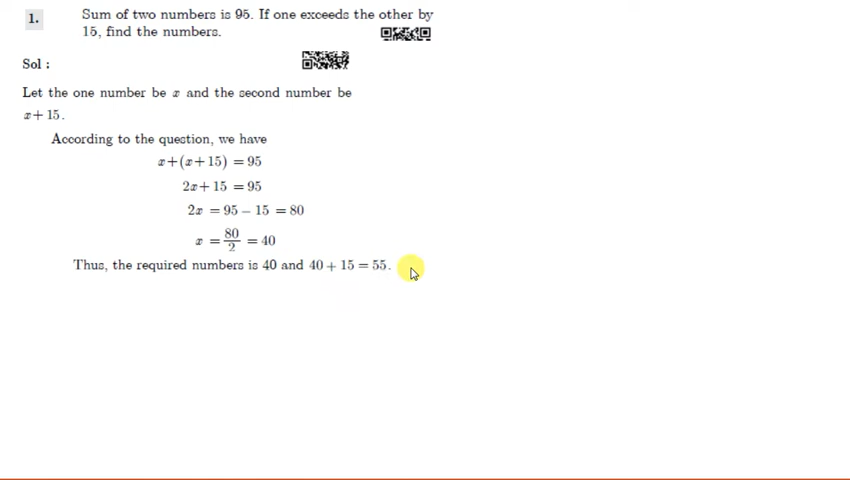 1. Sum of two numbers is 95. If one exceeds the other by
15, find the numbers.
Sol :
Let the one number be x and the second number be
x + 15.
According to the question, we have
x + (x + 15) = 95
2x + 15 = 95
2x = 95 − 15 = 80
x = 80/2 = 40
Thus, the required numbers is 40 and 40 + 15 = 55.